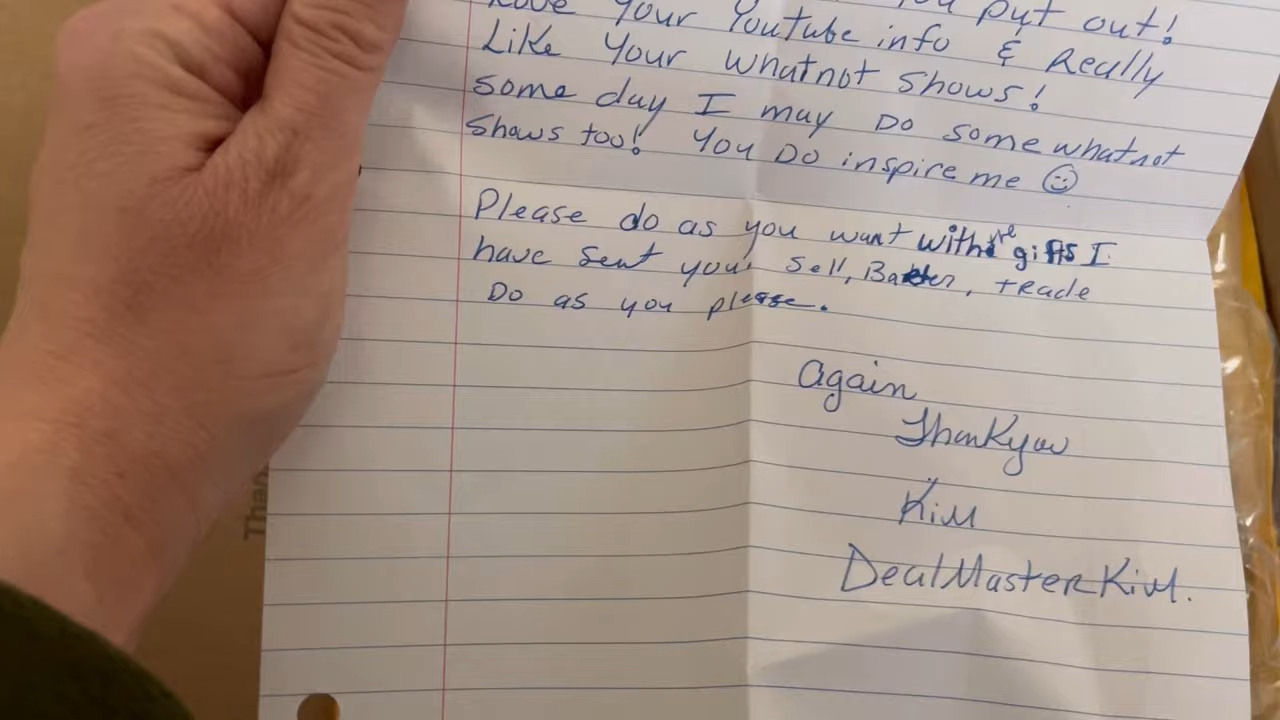 You put out!
Love your Youtube info & Really
Like Your whatnot Shows!
some day I may Do some whatnot
Shows too! You Do inspire me
Please do as you want with the gifts I
have sent you. Sell, Barter, trade
Do as you please.
Again
Thankyou
Kim
DealMasterKim.
Than